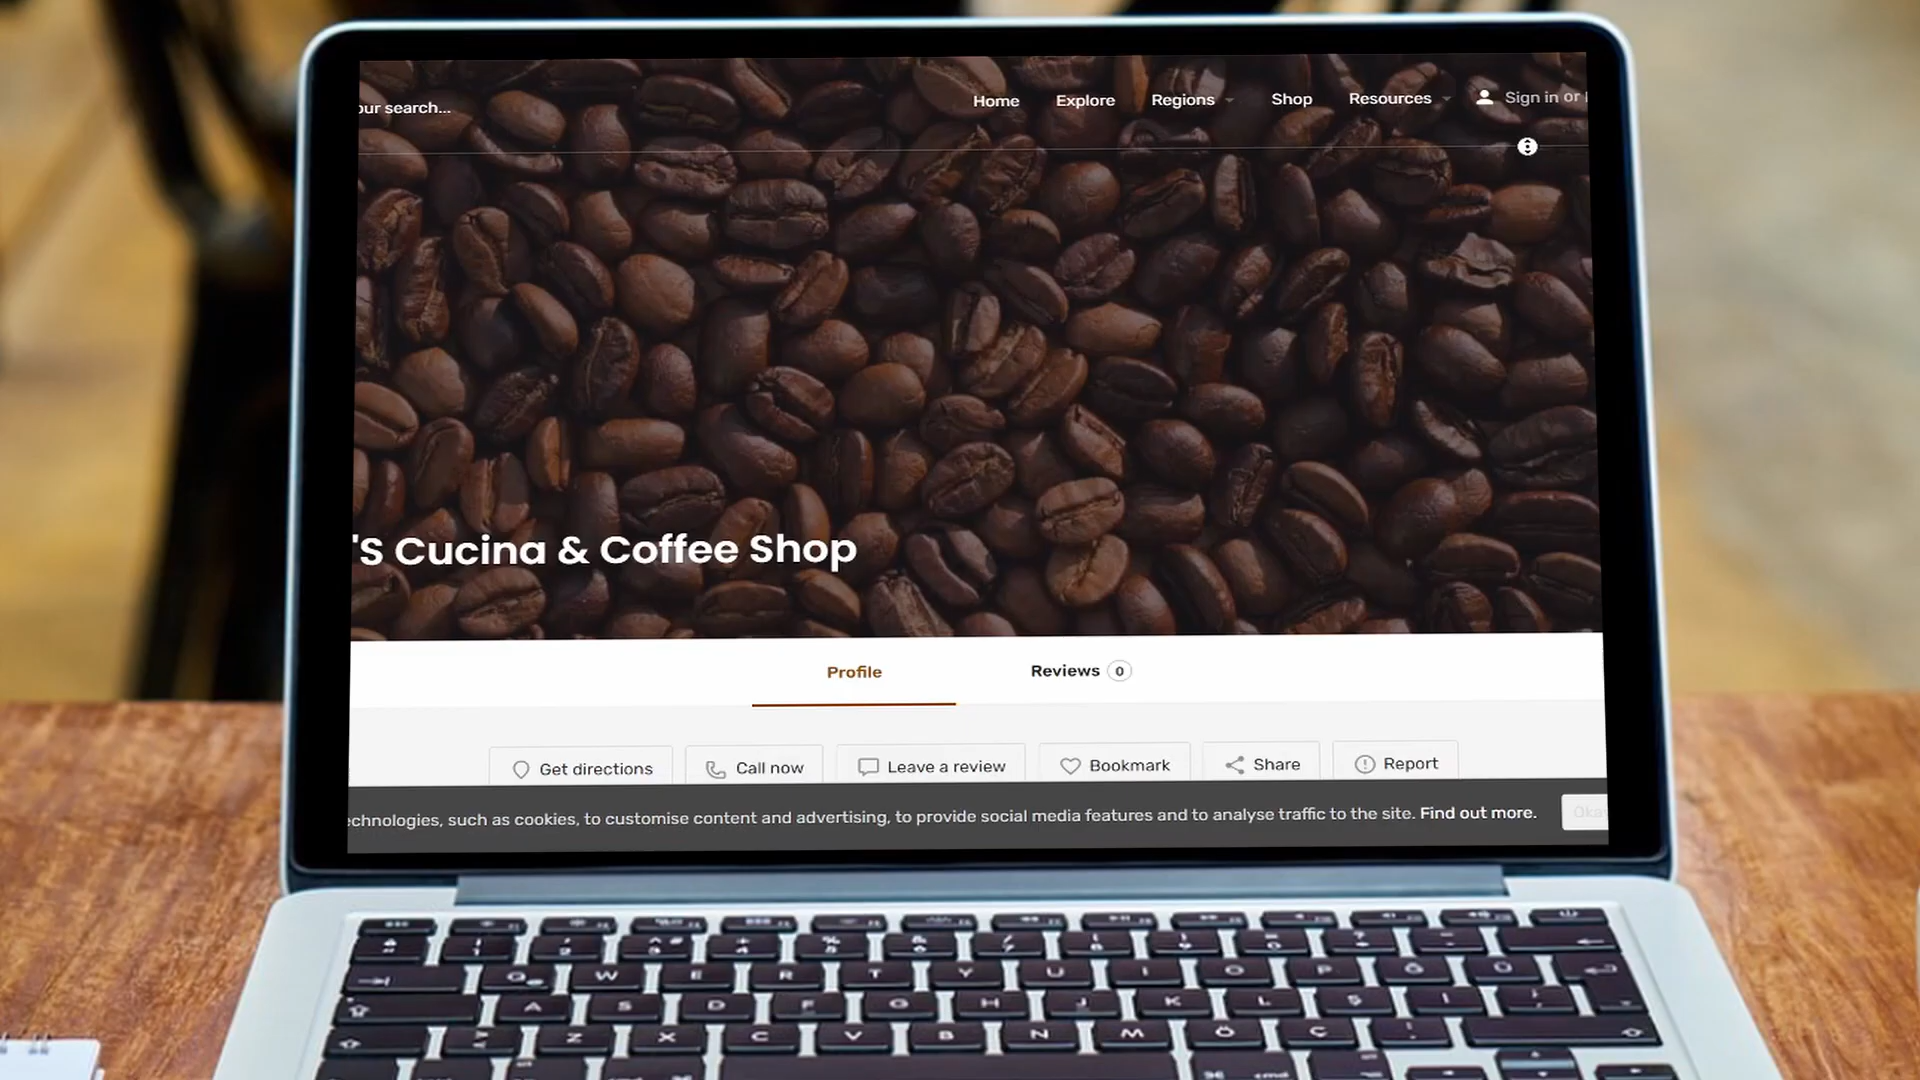 our search...
Home Explore Regions Shop Resources Sign in or
'S Cucina & Coffee Shop
Profile Reviews 0
Get directions Call now Leave a review Bookmark Share Report
echnologies, such as cookies, to customise content and advertising, to provide social media features and to analyse traffic to the site. Find out more.
Q W E R T Y U I O P Ğ Ü
A S D F G H J K L Ş İ
Z X C V B N M Ö Ç
cmd